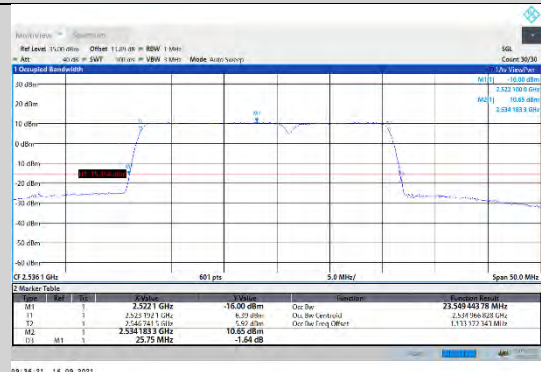 MultiView Spectrum
Ref Level 35.00 dBm Offset 11.89 dB RBW 1 MHz SGL
Att 40 dB SWT 100 ms VBW 3 MHz Mode Auto Sweep Count 30/30
1 Occupied Bandwidth 1Av ViewPwr
M1[1] -16.00 dBm
2.522 100 0 GHz
M2[1] 10.65 dBm
2.534 183 3 GHz
30 dBm
20 dBm
10 dBm
0 dBm
-10 dBm
-20 dBm
-30 dBm
-40 dBm
-50 dBm
-60 dBm
M2
CF 2.536 1 GHz 601 pts 5.0 MHz/ Span 50.0 MHz
2 Marker Table
Type Ref Trc X-Value Y-Value Function Function Result
M1 1 2.5221 GHz -16.00 dBm Occ Bw 23.549 443 78 MHz
T1 1 2.523 192 1 GHz 6.39 dBm Occ Bw Centroid 2.534 966 828 GHz
T2 1 2.546 741 5 GHz 5.92 dBm Occ Bw Freq Offset
M2 1 2.534 183 3 GHz 10.65 dBm
D3 M1 1 25.75 MHz -1.64 dB